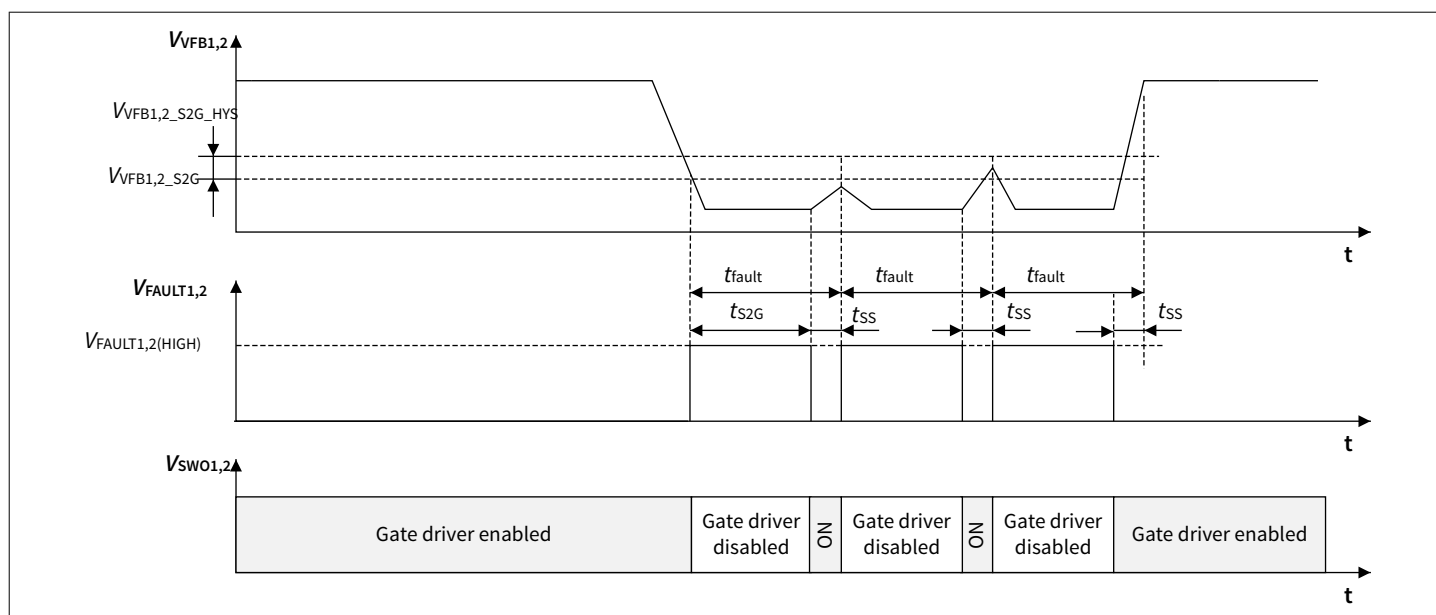 VVFB1,2
VVFB1,2_S2G_HYS
VVFB1,2_S2G
t
VFAULT1,2
tfault tfault tfault
tS2G tSS tSS tSS
VFAULT1,2(HIGH)
t
VSWO1,2
Gate driver enabled
Gate driver
disabled
ON
Gate driver
disabled
ON
Gate driver
disabled
Gate driver enabled
t